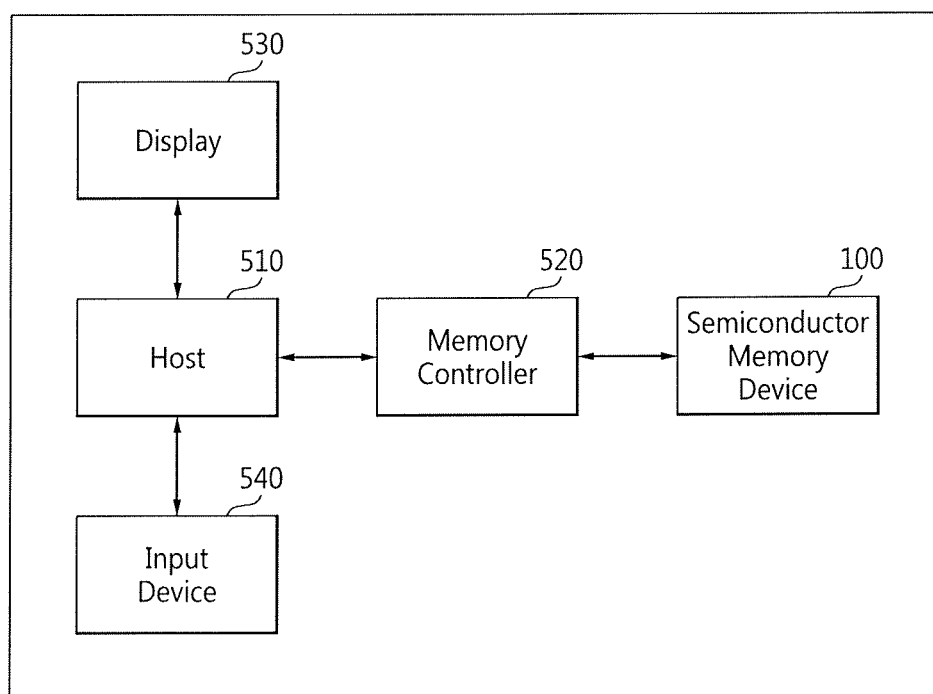 530
Display
510
Host
520
Memory
Controller
100
Semiconductor
Memory
Device
540
Input
Device